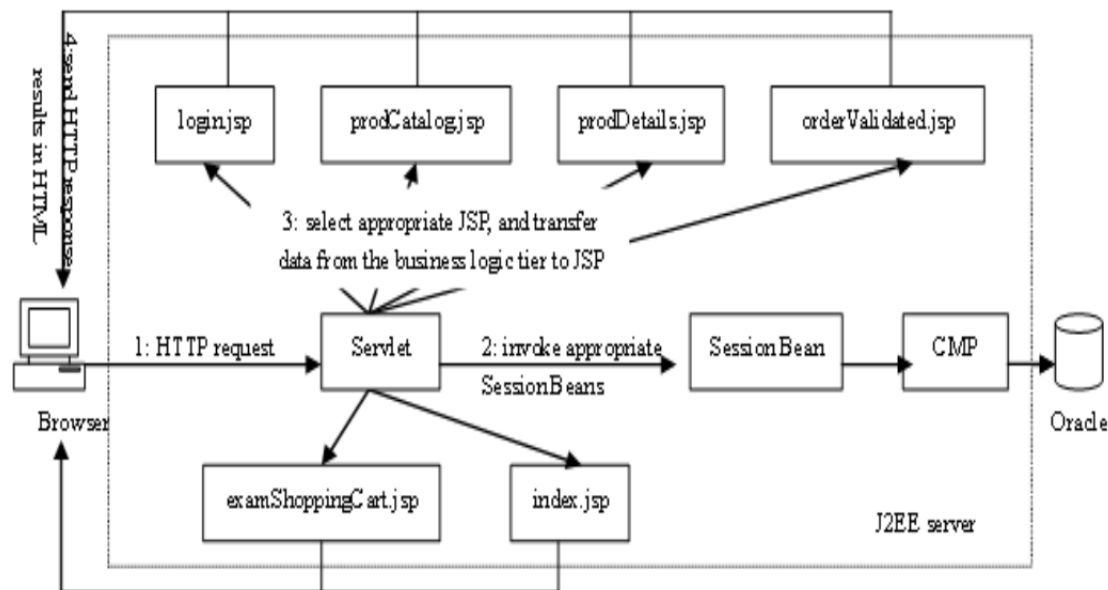 4:send HTTP response
results in HTML
login.jsp
prodCatalog.jsp
prodDetails.jsp
orderValidated.jsp
3: select appropriate JSP, and transfer
data from the business logic tier to JSP
1: HTTP request
Servlet
2: invoke appropriate
SessionBeans
SessionBean
CMP
Browser
Oracle
examShoppingCart.jsp
index.jsp
J2EE server